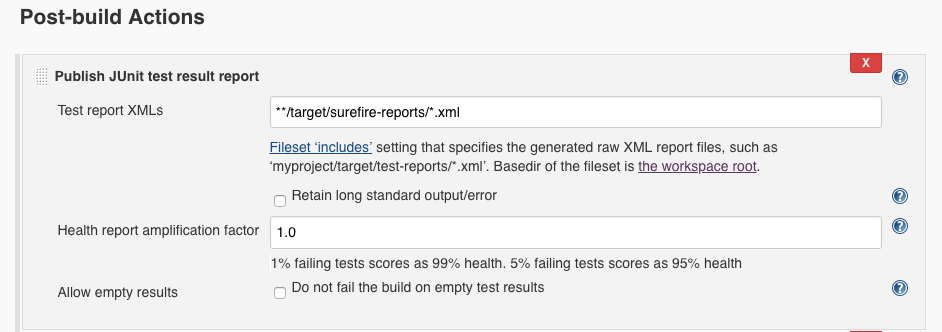 Post-build Actions
X
Publish JUnit test result report
?
Test report XMLs
**/target/surefire-reports/*.xml
Fileset ‘includes’ setting that specifies the generated raw XML report files, such as
‘myproject/target/test-reports/*.xml’. Basedir of the fileset is the workspace root.
Retain long standard output/error
?
Health report amplification factor
1.0
?
1% failing tests scores as 99% health. 5% failing tests scores as 95% health
Allow empty results
Do not fail the build on empty test results
?